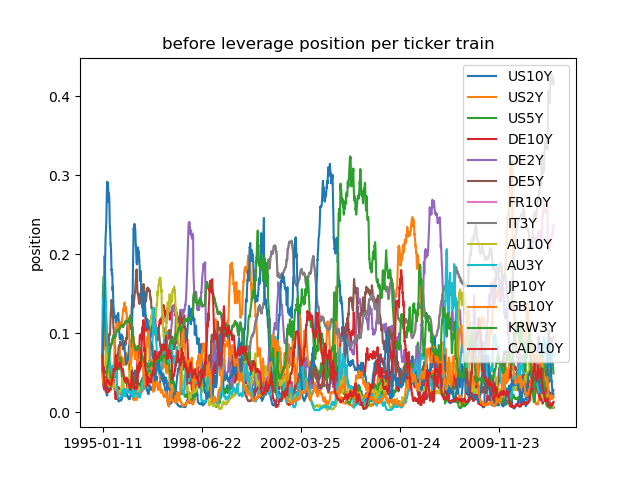 before leverage position per ticker train
position
0.4
0.3
0.2
0.1
0.0
1995-01-11 1998-06-22 2002-03-25 2006-01-24 2009-11-23
US10Y
US2Y
US5Y
DE10Y
DE2Y
DE5Y
FR10Y
IT3Y
AU10Y
AU3Y
JP10Y
GB10Y
KRW3Y
CAD10Y